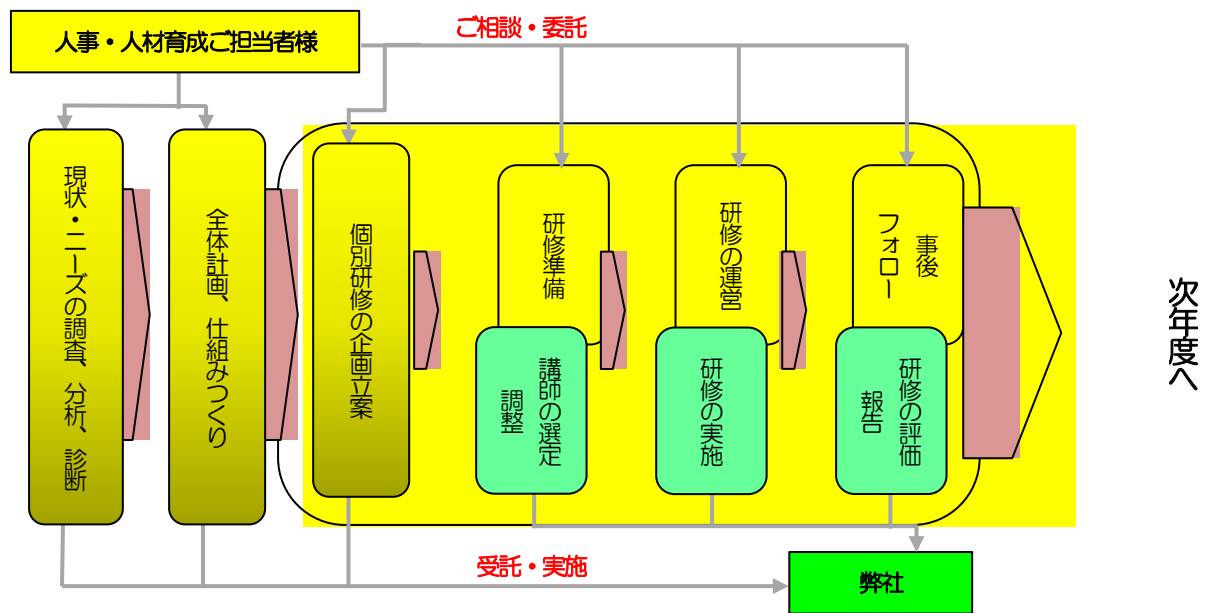 人事・人材育成ご担当者様
ご相談・委託
現状・ニーズの調査、分析、診断
全体計画、仕組みつくり
個別研修の企画立案
研修準備
講師の選定
調整
研修の運営
研修の実施
事後
フォロー
研修の評価
報告
次年度へ
受託・実施
弊社